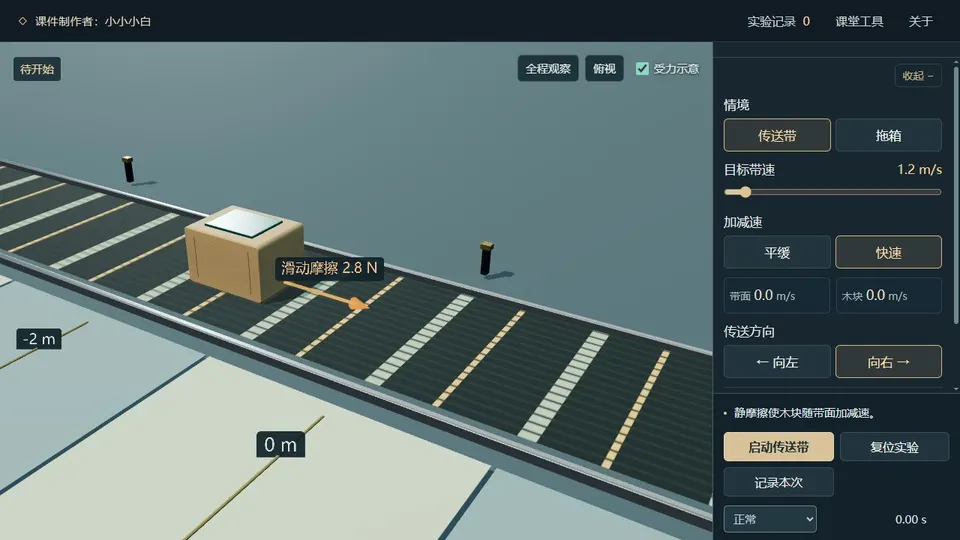 ◇ 课件制作者：小小小白
实验记录 0 课堂工具 关于
待开始
全程观察 俯视 受力示意
收起 −
情境
传送带 拖箱
目标带速 1.2 m/s
加减速
平缓 快速
带面 0.0 m/s 木块 0.0 m/s
传送方向
← 向左 向右 →
滑动摩擦 2.8 N
-2 m
0 m
• 静摩擦使木块随带面加减速。
启动传送带 复位实验
记录本次
正常 0.00 s